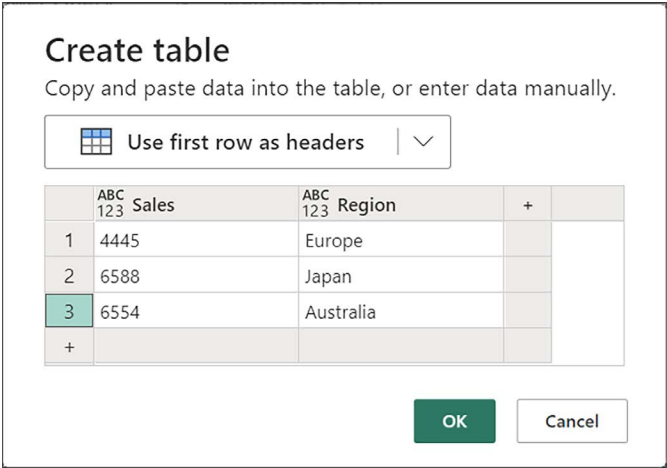 Create table
Copy and paste data into the table, or enter data manually.
Use first row as headers
ABC 123 Sales ABC 123 Region +
1 4445 Europe
2 6588 Japan
3 6554 Australia
+
OK Cancel